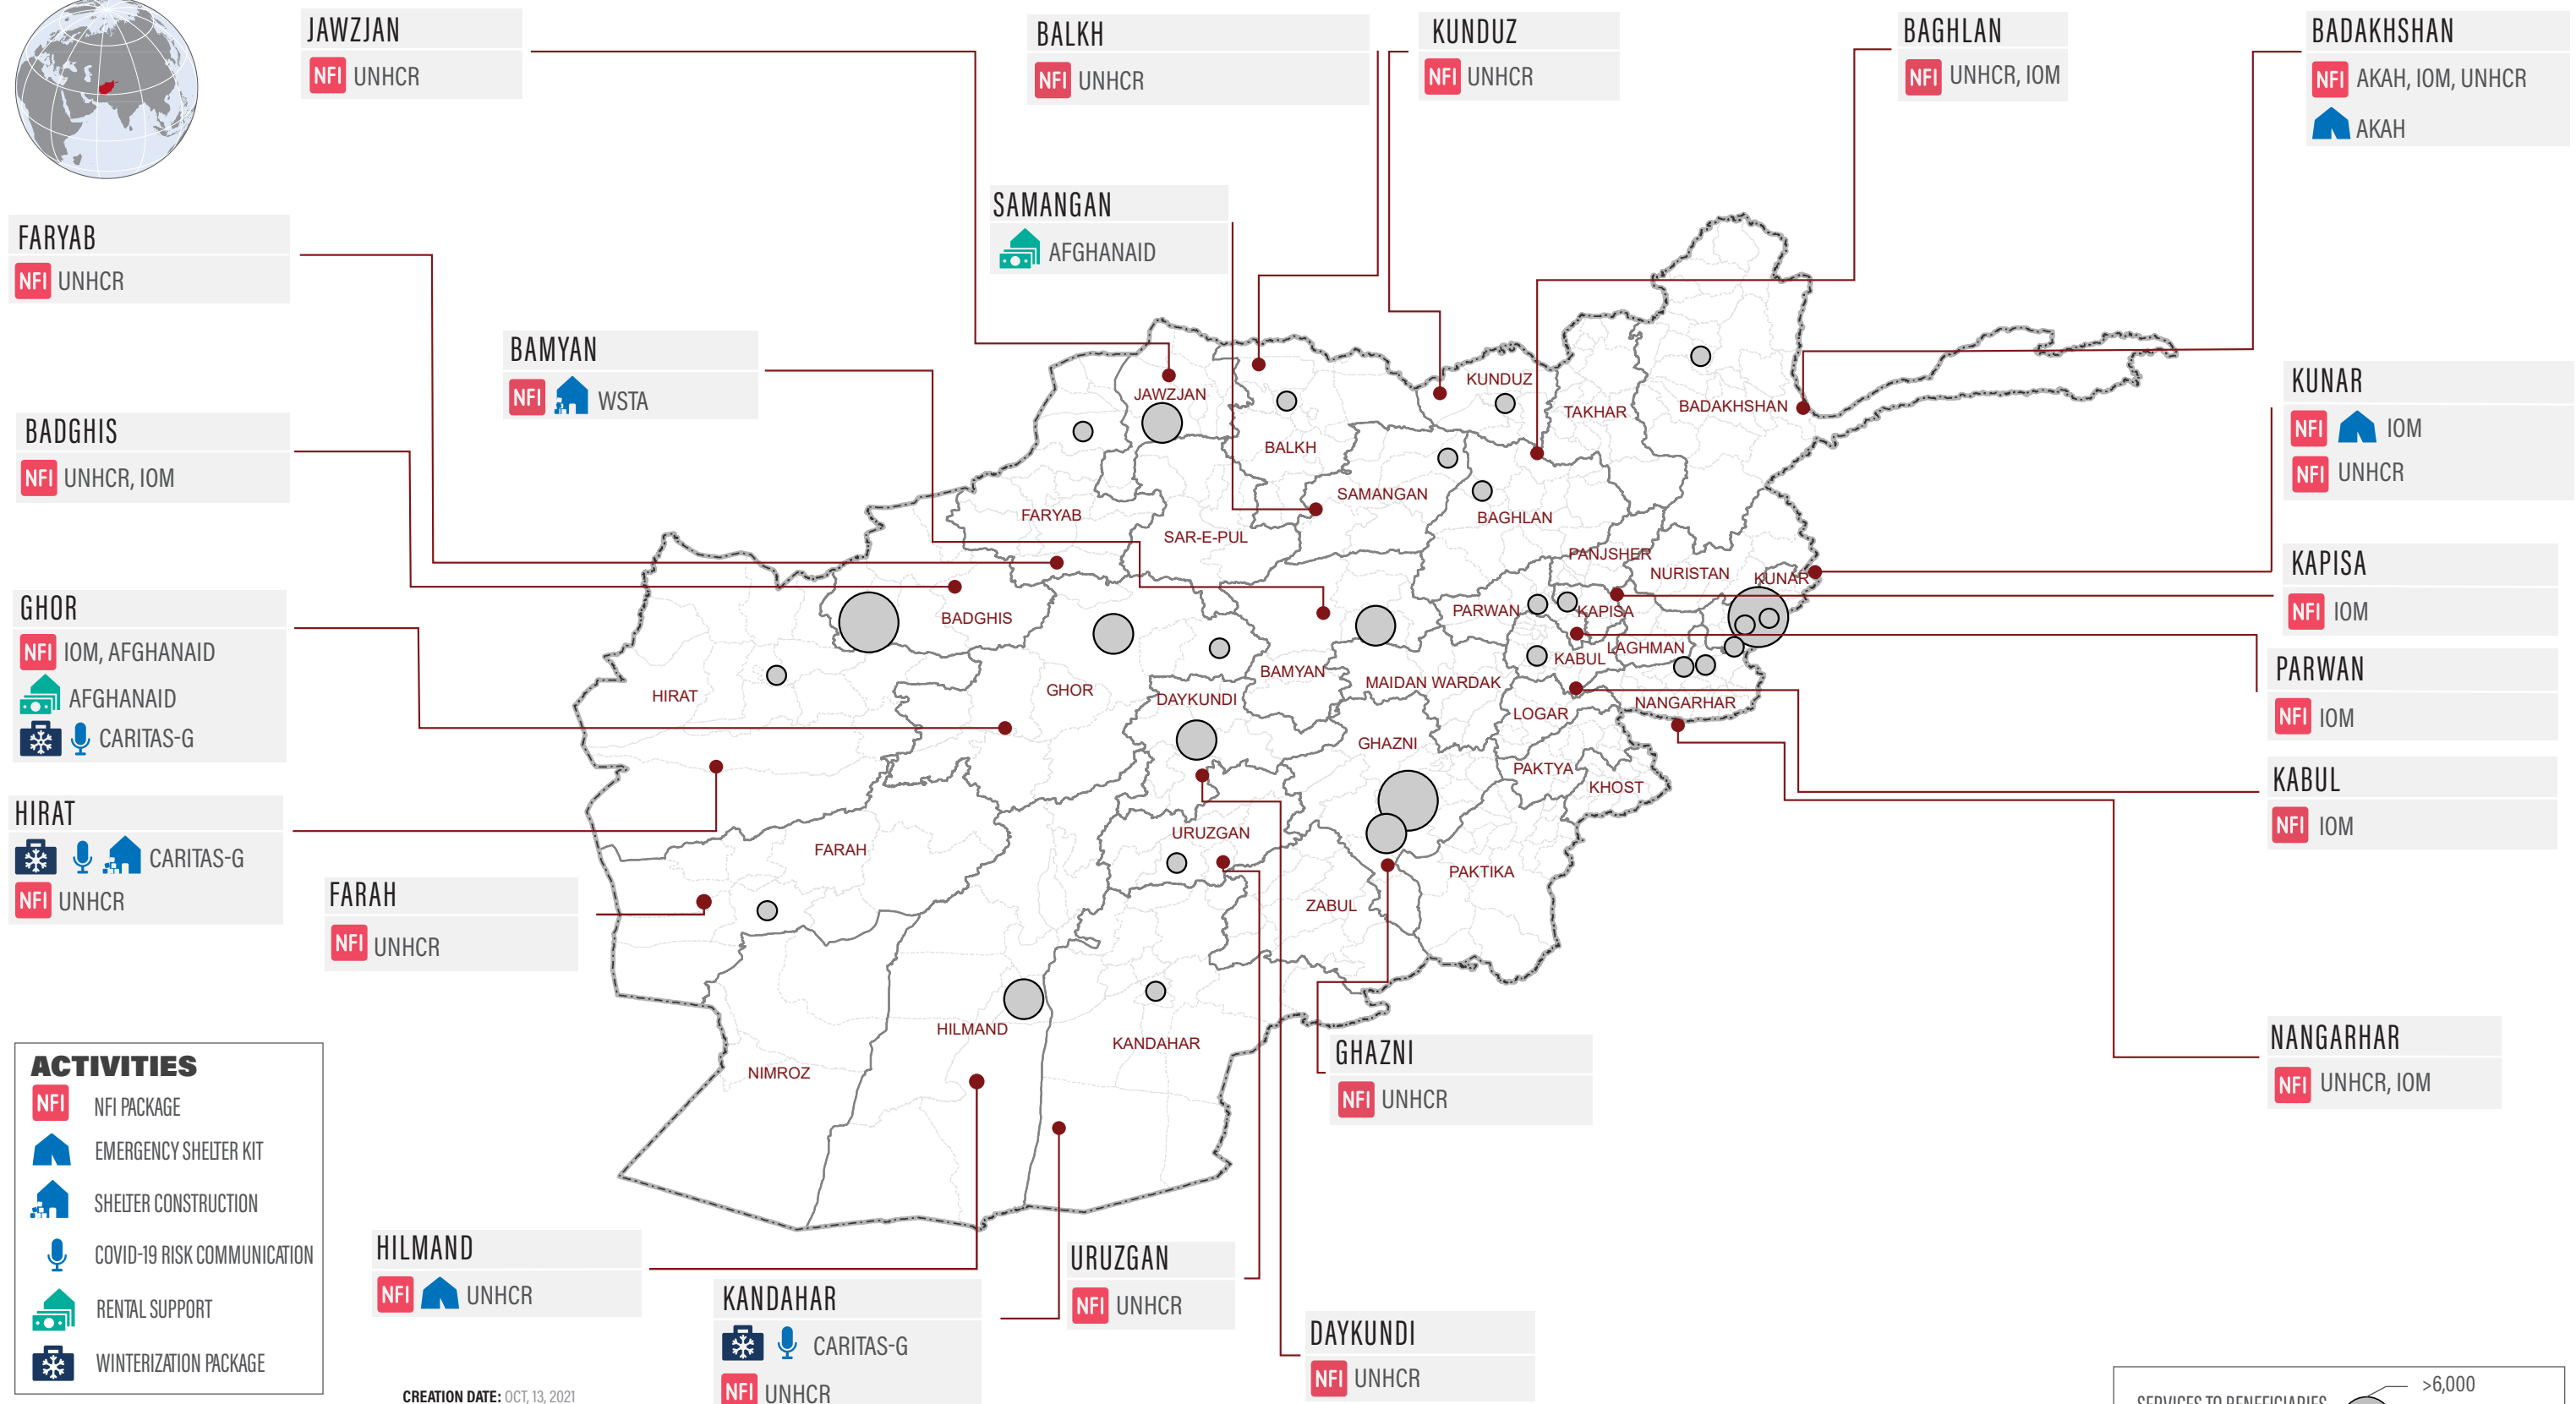 JAWZJAN
NFI UNHCR
BALKH
NFI UNHCR
KUNDUZ
NFI UNHCR
BAGHLAN
NFI UNHCR, IOM
BADAKHSHAN
NFI AKAH, IOM, UNHCR
AKAH
SAMANGAN
AFGHANAID
FARYAB
NFI UNHCR
BAMYAN
NFI WSTA
BADGHIS
NFI UNHCR, IOM
GHOR
NFI IOM, AFGHANAID
AFGHANAID
CARITAS-G
HIRAT
CARITAS-G
NFI UNHCR
FARAH
NFI UNHCR
KUNAR
NFI IOM
NFI UNHCR
KAPISA
NFI IOM
PARWAN
NFI IOM
KABUL
NFI IOM
NANGARHAR
NFI UNHCR, IOM
JAWZJAN
KUNDUZ
TAKHAR
BADAKHSHAN
BALKH
SAMANGAN
FARYAB
BAGHLAN
SAR-E-PUL
PANJSHER
NURISTAN
KUNAR
BADGHIS
PARWAN
KAPISA
LAGHMAN
KABUL
BAMYAN
MAIDAN WARDAK
HIRAT
GHOR
DAYKUNDI
NANGARHAR
LOGAR
GHAZNI
PAKTYA
KHOST
URUZGAN
FARAH
PAKTIKA
ZABUL
HILMAND
KANDAHAR
NIMROZ
GHAZNI
NFI UNHCR
ACTIVITIES
NFI NFI PACKAGE
EMERGENCY SHELTER KIT
SHELTER CONSTRUCTION
COVID-19 RISK COMMUNICATION
RENTAL SUPPORT
WINTERIZATION PACKAGE
HILMAND
NFI UNHCR
KANDAHAR
CARITAS-G
NFI UNHCR
URUZGAN
NFI UNHCR
DAYKUNDI
NFI UNHCR
CREATION DATE: OCT, 13, 2021
>6,000
SERVICES TO BENEFICIARIES